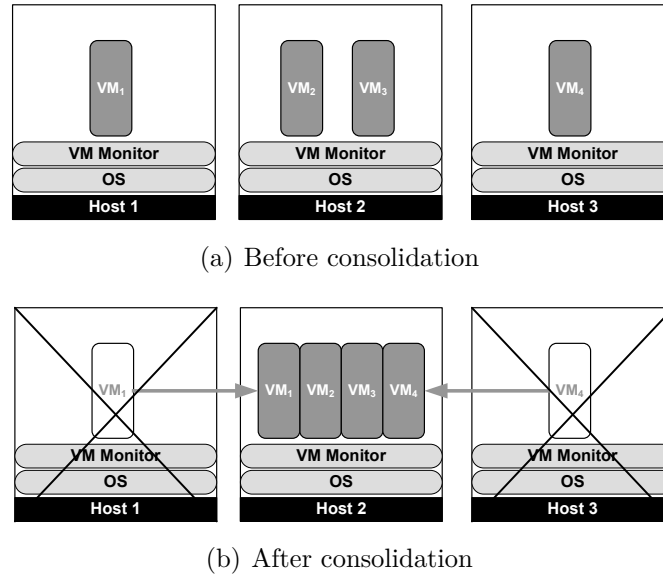 VM₁ VM₂ VM₃ VM₄
VM Monitor VM Monitor VM Monitor
OS OS OS
Host 1 Host 2 Host 3
(a) Before consolidation
VM₁ VM₁ VM₂ VM₃ VM₄ VM₄
VM Monitor VM Monitor VM Monitor
OS OS OS
Host 1 Host 2 Host 3
(b) After consolidation